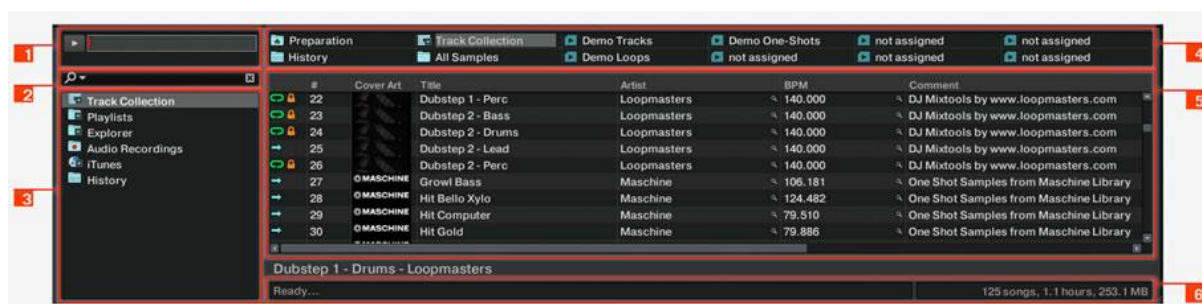 1
2
3
4
5
6
Preparation Track Collection Demo Tracks Demo One-Shots not assigned not assigned
History All Samples Demo Loops not assigned not assigned not assigned
Track Collection
Playlists
Explorer
Audio Recordings
iTunes
History
# Cover Art Title Artist BPM Comment
22 Dubstep 1 - Perc Loopmasters 140.000 DJ Mixtools by www.loopmasters.com
23 Dubstep 2 - Bass Loopmasters 140.000 DJ Mixtools by www.loopmasters.com
24 Dubstep 2 - Drums Loopmasters 140.000 DJ Mixtools by www.loopmasters.com
25 Dubstep 2 - Lead Loopmasters 140.000 DJ Mixtools by www.loopmasters.com
26 Dubstep 2 - Perc Loopmasters 140.000 DJ Mixtools by www.loopmasters.com
27 MASCHINE Growl Bass Maschine 106.181 One Shot Samples from Maschine Library
28 MASCHINE Hit Bello Xylo Maschine 124.482 One Shot Samples from Maschine Library
29 MASCHINE Hit Computer Maschine 79.510 One Shot Samples from Maschine Library
30 MASCHINE Hit Gold Maschine 79.886 One Shot Samples from Maschine Library
Dubstep 1 - Drums - Loopmasters
Ready... 125 songs, 1.1 hours, 253.1 MB